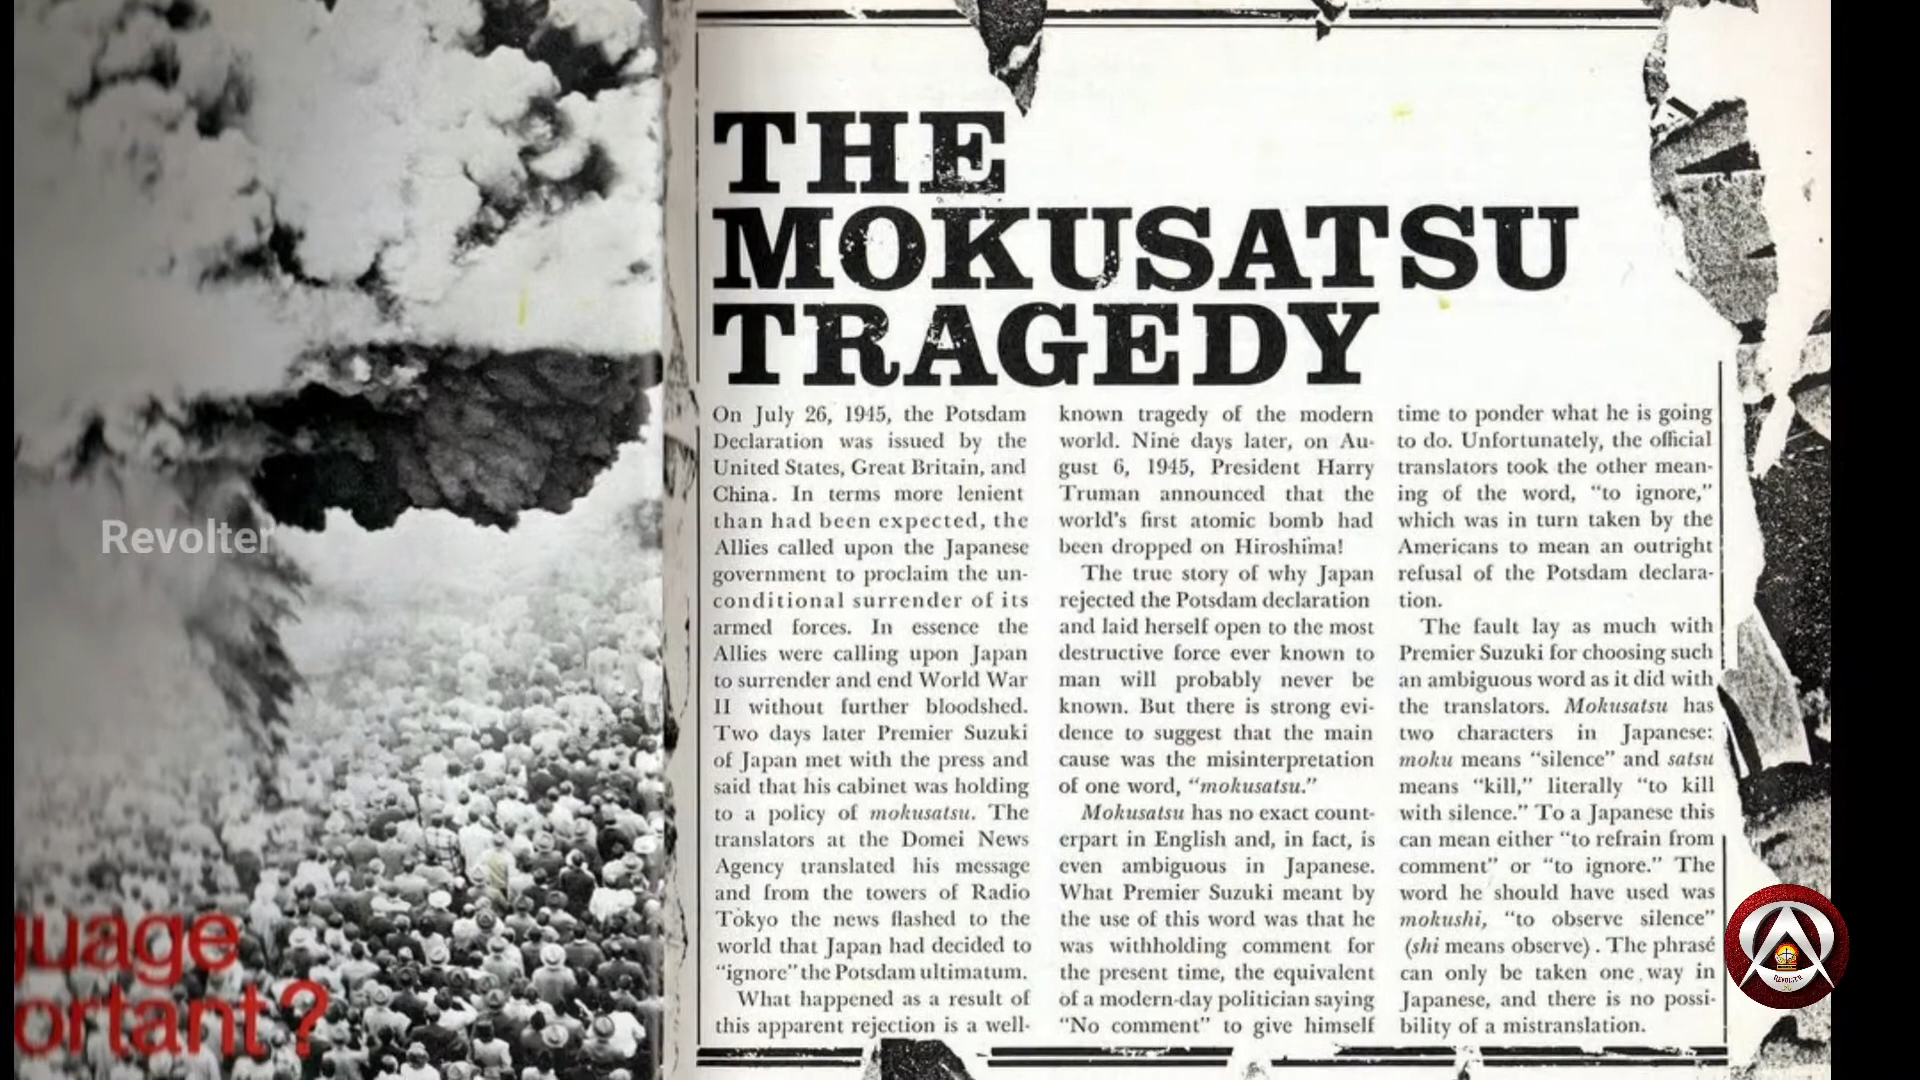 THE
MOKUSATSU
TRAGEDY
On July 26, 1945, the Potsdam
Declaration was issued by the
United States, Great Britain, and
China. In terms more lenient
than had been expected, the
Allies called upon the Japanese
government to proclaim the un-
conditional surrender of its
armed forces. In essence the
Allies were calling upon Japan
to surrender and end World War
II without further bloodshed.
Two days later Premier Suzuki
of Japan met with the press and
said that his cabinet was holding
to a policy of mokusatsu. The
translators at the Domei News
Agency translated his message
and from the towers of Radio
Tokyo the news flashed to the
world that Japan had decided to
“ignore” the Potsdam ultimatum.
What happened as a result of
this apparent rejection is a well-
known tragedy of the modern
world. Nine days later, on Au-
gust 6, 1945, President Harry
Truman announced that the
world's first atomic bomb had
been dropped on Hiroshima!
The true story of why Japan
rejected the Potsdam declaration
and laid herself open to the most
destructive force ever known to
man will probably never be
known. But there is strong evi-
dence to suggest that the main
cause was the misinterpretation
of one word, “mokusatsu.”
Mokusatsu has no exact count-
erpart in English and, in fact, is
even ambiguous in Japanese.
What Premier Suzuki meant by
the use of this word was that he
was withholding comment for
the present time, the equivalent
of a modern-day politician saying
“No comment” to give himself
time to ponder what he is going
to do. Unfortunately, the official
translators took the other mean-
ing of the word, “to ignore,”
which was in turn taken by the
Americans to mean an outright
refusal of the Potsdam declara-
tion.
The fault lay as much with
Premier Suzuki for choosing such
an ambiguous word as it did with
the translators. Mokusatsu has
two characters in Japanese:
moku means “silence” and satsu
means “kill,” literally “to kill
with silence.” To a Japanese this
can mean either “to refrain from
comment” or “to ignore.” The
word he should have used was
mokushi, “to observe silence”
(shi means observe). The phrase
can only be taken one way in
Japanese, and there is no possi-
bility of a mistranslation.
Revolter
guage
ortant?
REVOLTER